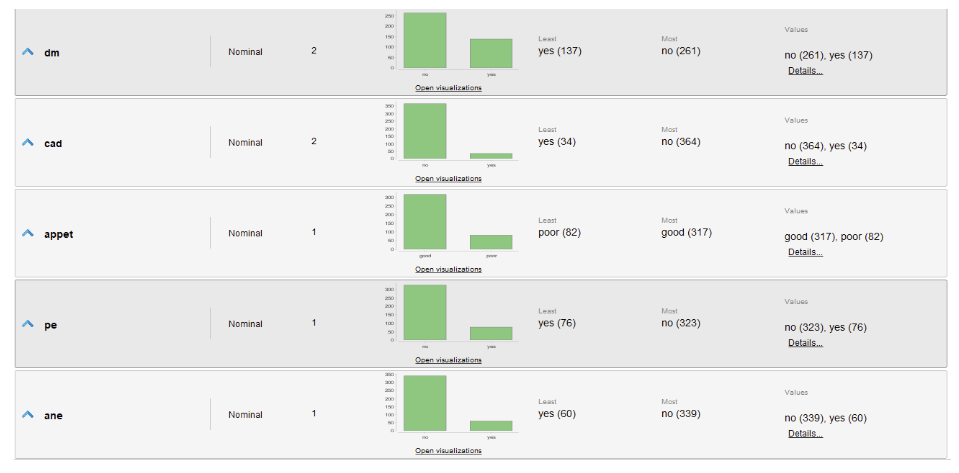 250
200
150
100
50
0
no yes
dm Nominal 2
Open visualizations
Least
yes (137)
Most
no (261)
Values
no (261), yes (137)
Details...
350
300
250
200
150
100
50
0
no yes
cad Nominal 2
Open visualizations
Least
yes (34)
Most
no (364)
Values
no (364), yes (34)
Details...
300
250
200
150
100
50
0
good poor
appet Nominal 1
Open visualizations
Least
poor (82)
Most
good (317)
Values
good (317), poor (82)
Details...
300
250
200
150
100
50
0
no yes
pe Nominal 1
Open visualizations
Least
yes (76)
Most
no (323)
Values
no (323), yes (76)
Details...
350
300
250
200
150
100
50
0
no yes
ane Nominal 1
Open visualizations
Least
yes (60)
Most
no (339)
Values
no (339), yes (60)
Details...